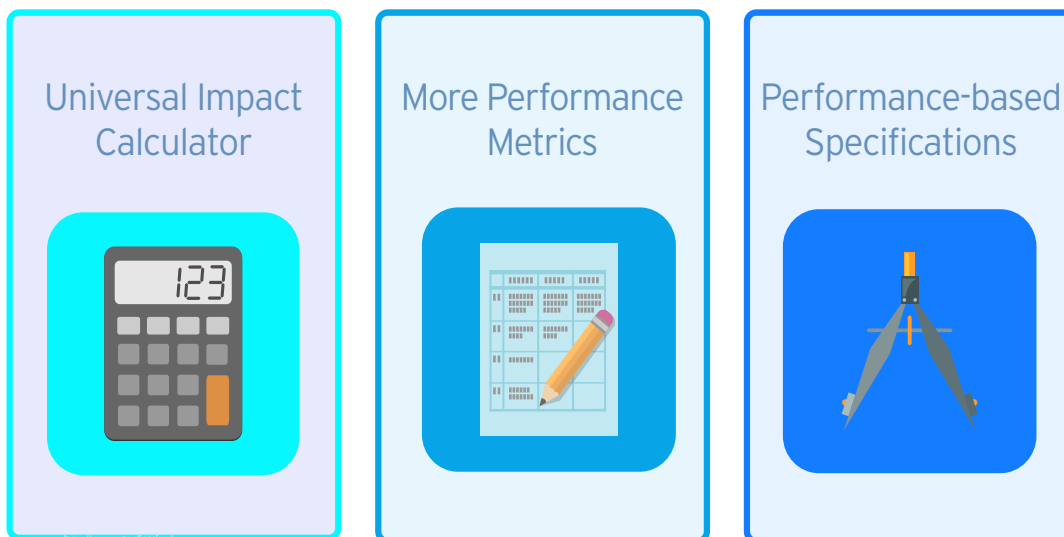 Universal Impact
Calculator
123
More Performance
Metrics
Performance-based
Specifications